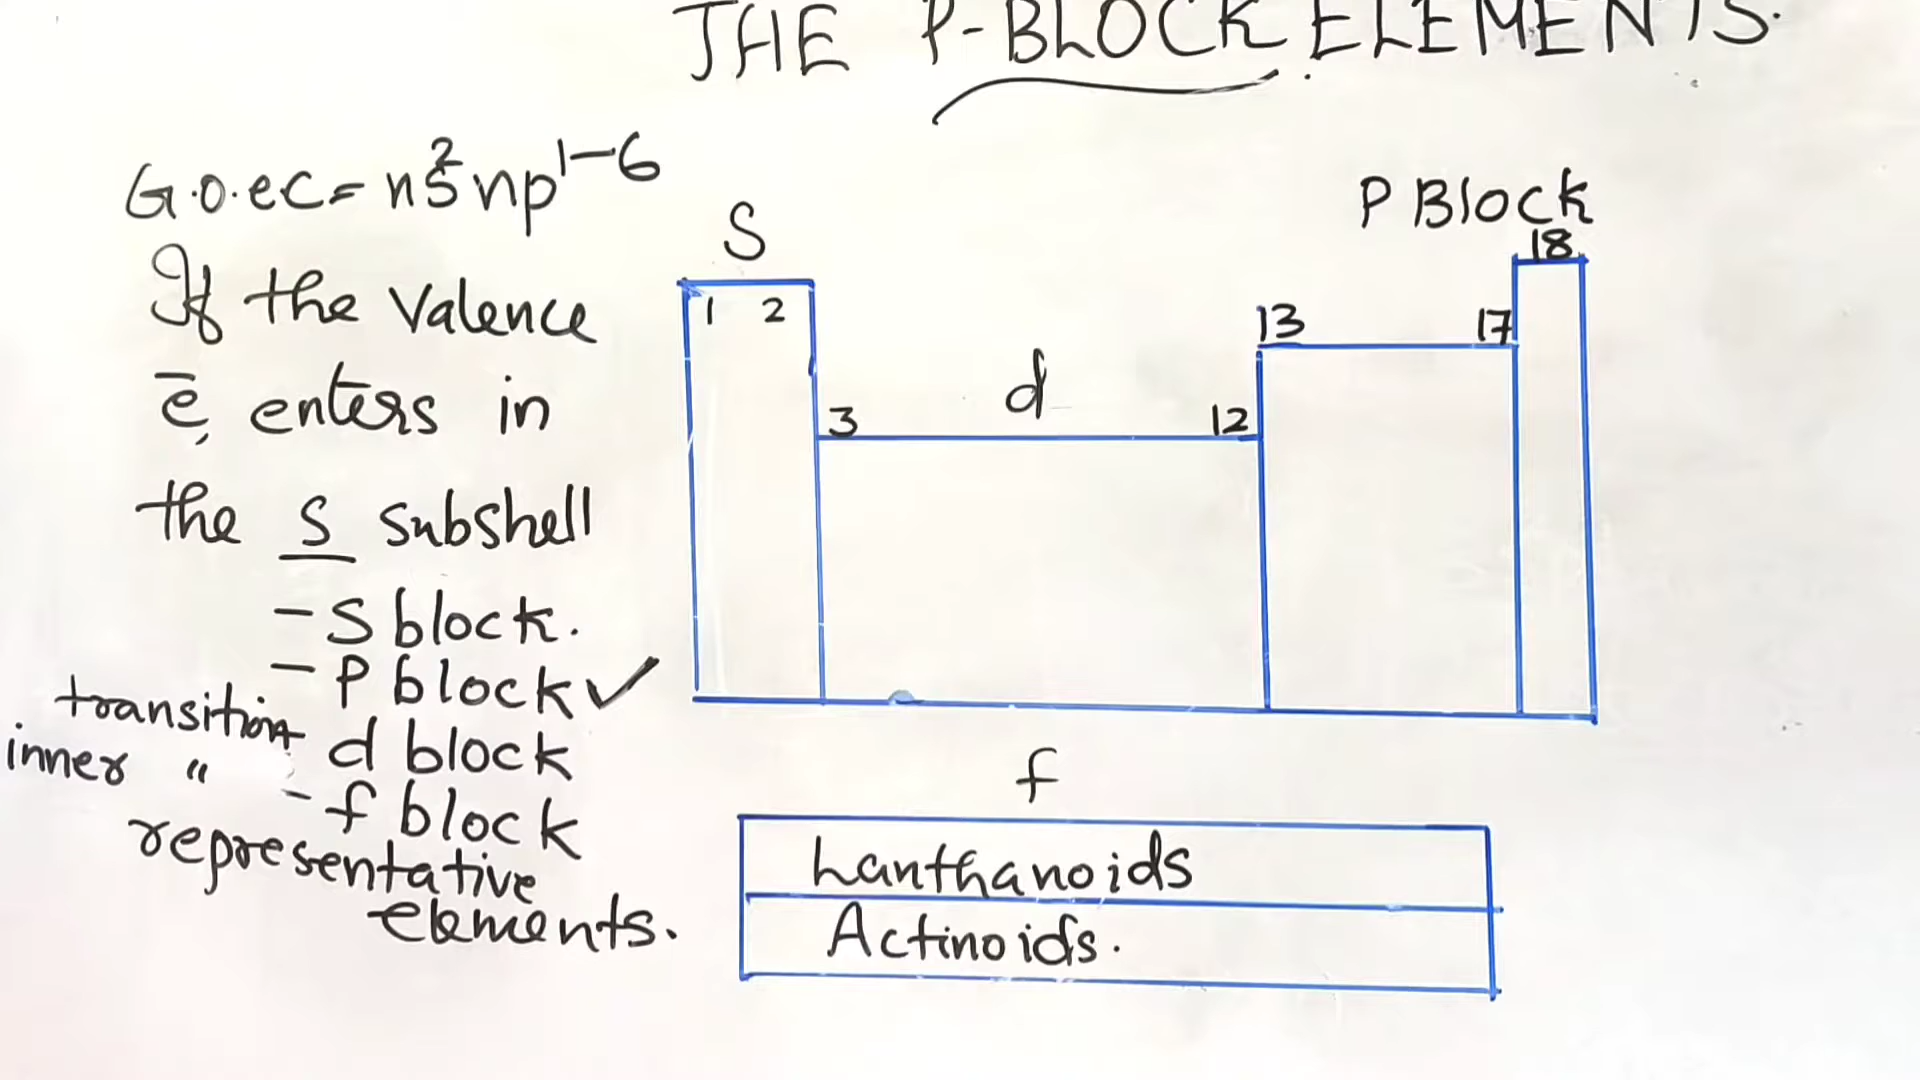 THE P-BLOCK ELEMENTS.
G.O.eC = ns² np¹⁻⁶
If the valence
ē, enters in
the s subshell
- S block.
- P block ✓
transition d block
inner " - f block
representative
elements.
S
P Block
18
1 2
13 17
d
3 12
f
Lanthanoids
Actinoids.